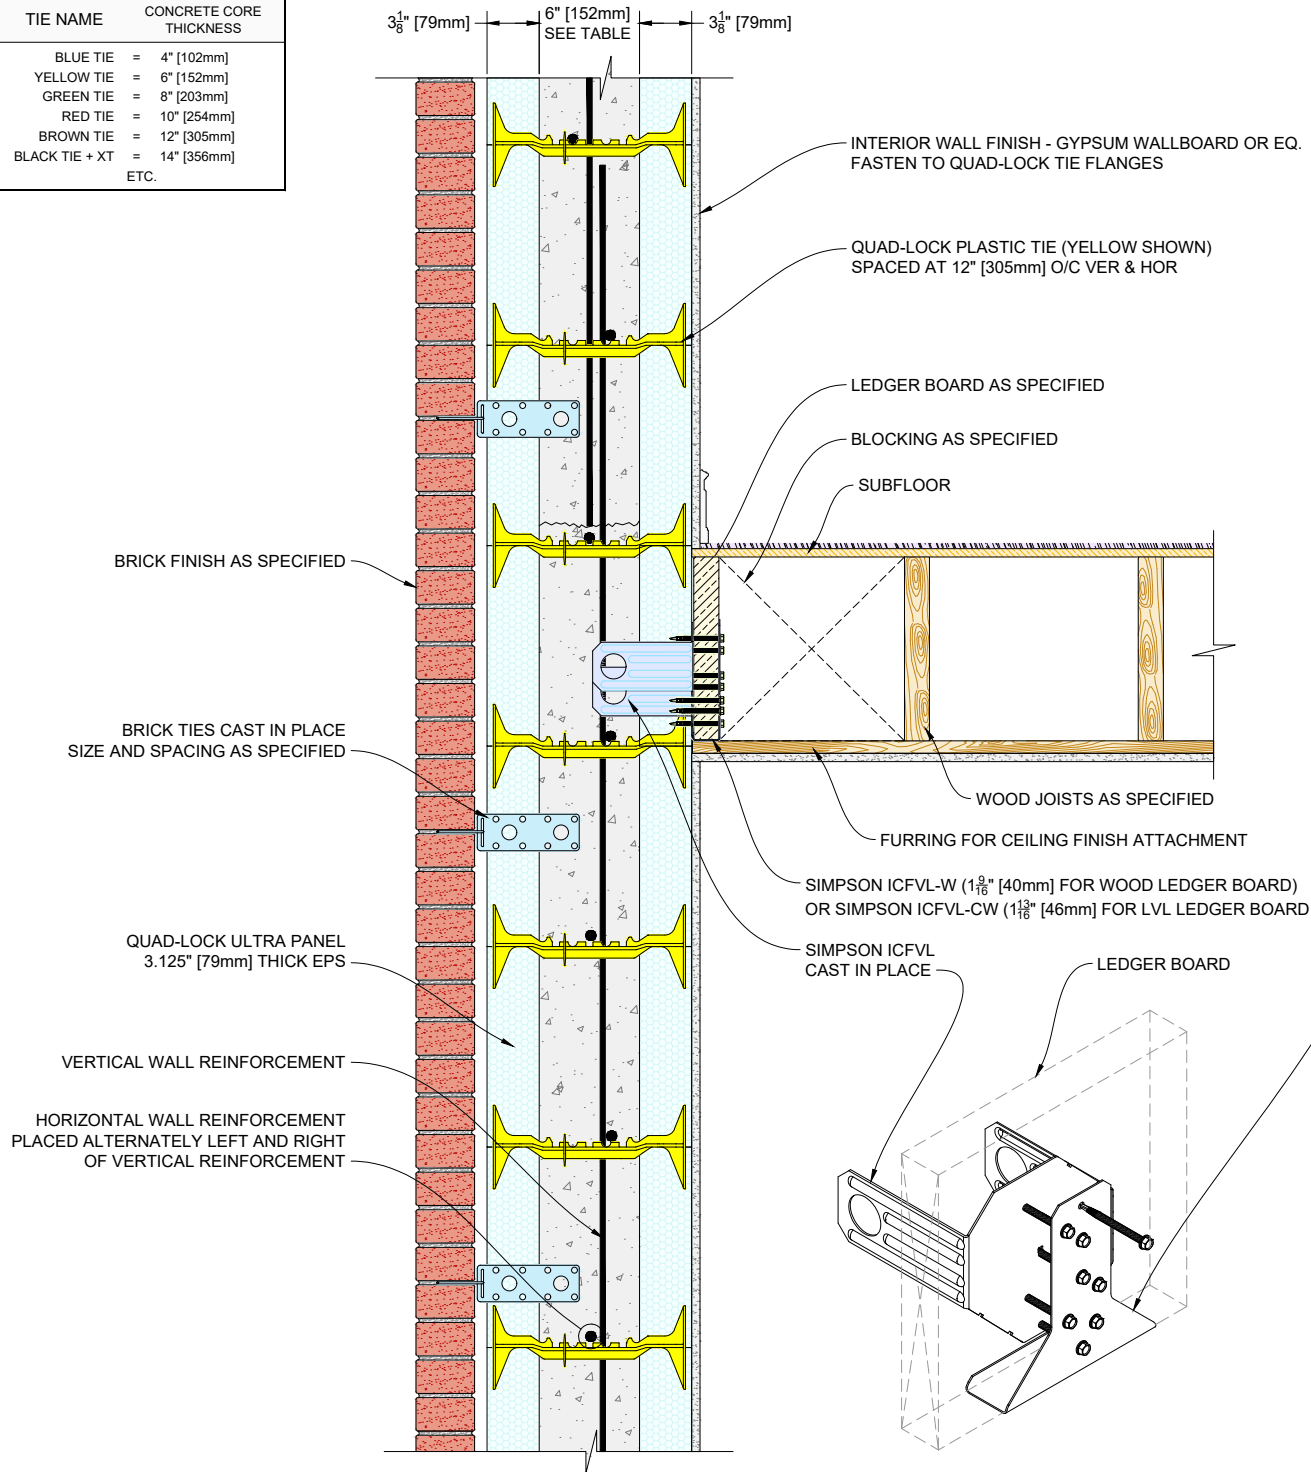 TIE NAME
CONCRETE CORE
THICKNESS
BLUE TIE = 4" [102mm]
YELLOW TIE = 6" [152mm]
GREEN TIE = 8" [203mm]
RED TIE = 10" [254mm]
BROWN TIE = 12" [305mm]
BLACK TIE + XT = 14" [356mm]
ETC.
3 1/8" [79mm]
6" [152mm]
SEE TABLE
3 1/8" [79mm]
INTERIOR WALL FINISH - GYPSUM WALLBOARD OR EQ.
FASTEN TO QUAD-LOCK TIE FLANGES
QUAD-LOCK PLASTIC TIE (YELLOW SHOWN)
SPACED AT 12" [305mm] O/C VER & HOR
LEDGER BOARD AS SPECIFIED
BLOCKING AS SPECIFIED
SUBFLOOR
BRICK FINISH AS SPECIFIED
BRICK TIES CAST IN PLACE
SIZE AND SPACING AS SPECIFIED
WOOD JOISTS AS SPECIFIED
FURRING FOR CEILING FINISH ATTACHMENT
SIMPSON ICFVL-W (1 9/16" [40mm] FOR WOOD LEDGER BOARD)
OR SIMPSON ICFVL-CW (1 13/16" [46mm] FOR LVL LEDGER BOARD
SIMPSON ICFVL
CAST IN PLACE
LEDGER BOARD
QUAD-LOCK ULTRA PANEL
3.125" [79mm] THICK EPS
VERTICAL WALL REINFORCEMENT
HORIZONTAL WALL REINFORCEMENT
PLACED ALTERNATELY LEFT AND RIGHT
OF VERTICAL REINFORCEMENT